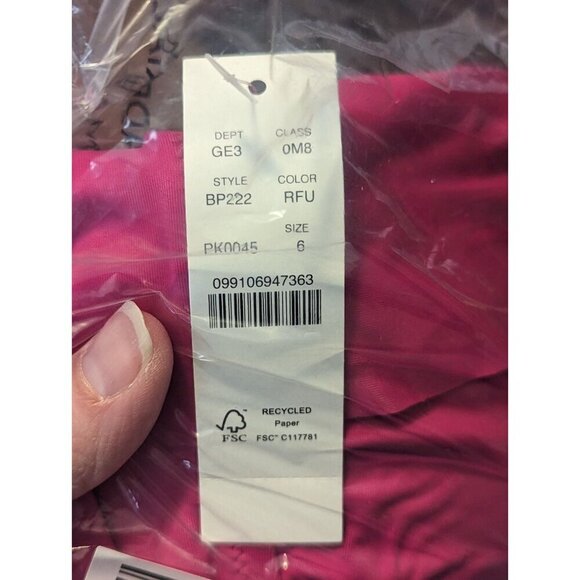 DEPT CLASS
GE3 0M8
STYLE COLOR
BP222 RFU
SIZE
PK0045 6
099106947363
RECYCLED
Paper
FSC FSC™ C117781